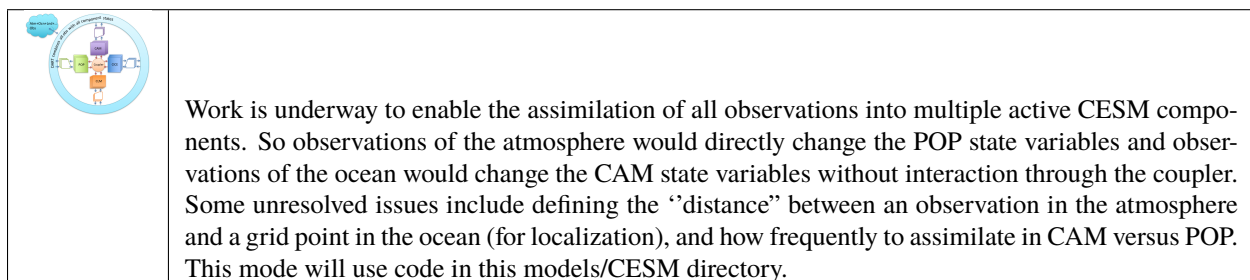 Work is underway to enable the assimilation of all observations into multiple active CESM compo-
nents. So observations of the atmosphere would directly change the POP state variables and obser-
vations of the ocean would change the CAM state variables without interaction through the coupler.
Some unresolved issues include defining the ‘’distance” between an observation in the atmosphere
and a grid point in the ocean (for localization), and how frequently to assimilate in CAM versus POP.
This mode will use code in this models/CESM directory.